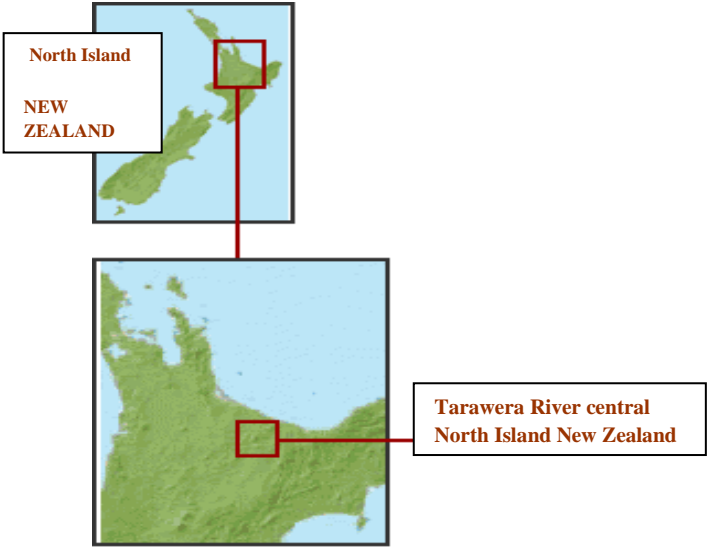 North Island
NEW
ZEALAND
Tarawera River central
North Island New Zealand